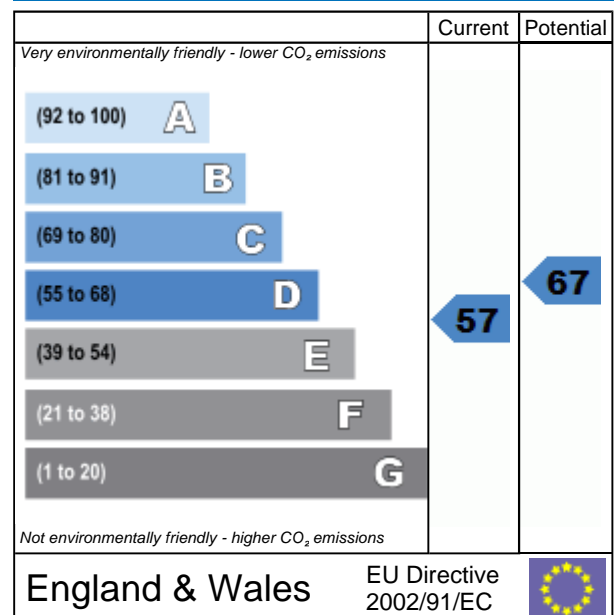 Current Potential
Very environmentally friendly - lower CO₂ emissions
(92 to 100) A
(81 to 91) B
(69 to 80) C
(55 to 68) D
(39 to 54) E
(21 to 38) F
(1 to 20) G
67
57
Not environmentally friendly - higher CO₂ emissions
England & Wales
EU Directive
2002/91/EC